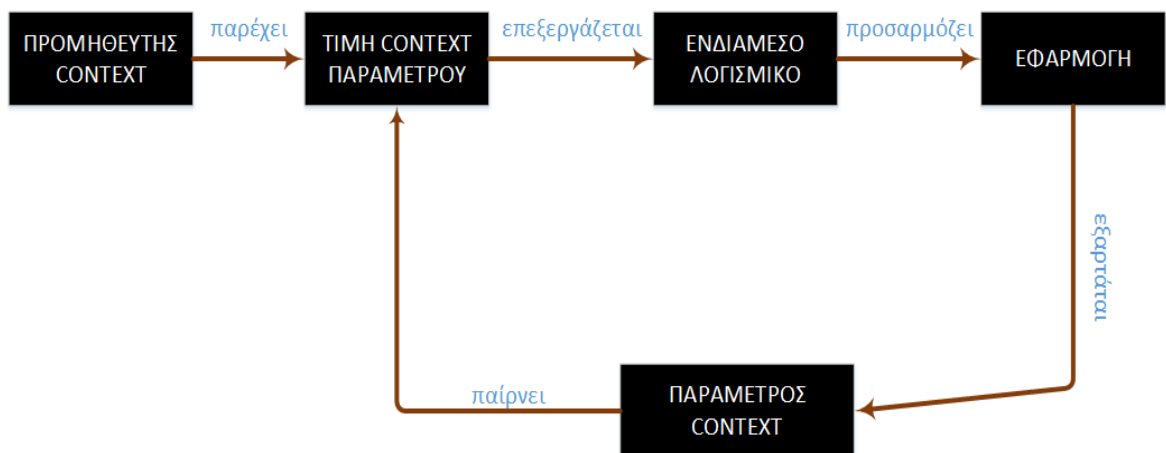 ΠΡΟΜΗΘΕΥΤΗΣ
CONTEXT
παρέχει
ΤΙΜΗ CONTEXT
ΠΑΡΑΜΕΤΡΟΥ
επεξεργάζεται
ΕΝΔΙΑΜΕΣΟ
ΛΟΓΙΣΜΙΚΟ
προσαρμόζει
ΕΦΑΡΜΟΓΗ
εξαρτάται
ΠΑΡΑΜΕΤΡΟΣ
CONTEXT
παίρνει